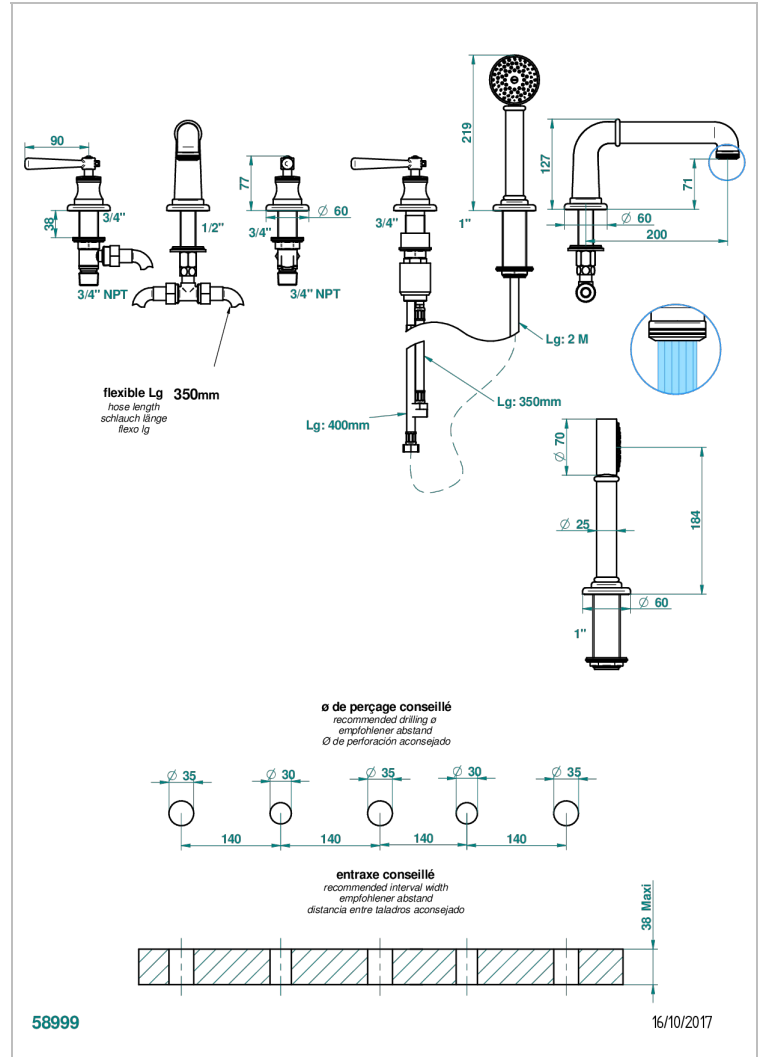 90
219
127
77
71
38
3/4"
1/2"
Ø 60
3/4"
3/4"
1"
Ø 60
200
3/4" NPT
3/4" NPT
Lg: 2 M
flexible Lg 350mm
hose length
schlauch länge
flexo lg
Lg: 350mm
Lg: 400mm
Ø 70
184
Ø 25
Ø 60
1"
ø de perçage conseillé
recommended drilling ø
empfohlener abstand
Ø de perforación aconsejado
Ø 35 Ø 30 Ø 35 Ø 30 Ø 35
140 140 140 140
entraxe conseillé
recommended interval width
empfohlener abstand
distancia entre taladros aconsejado
38 Maxi
58999
16/10/2017